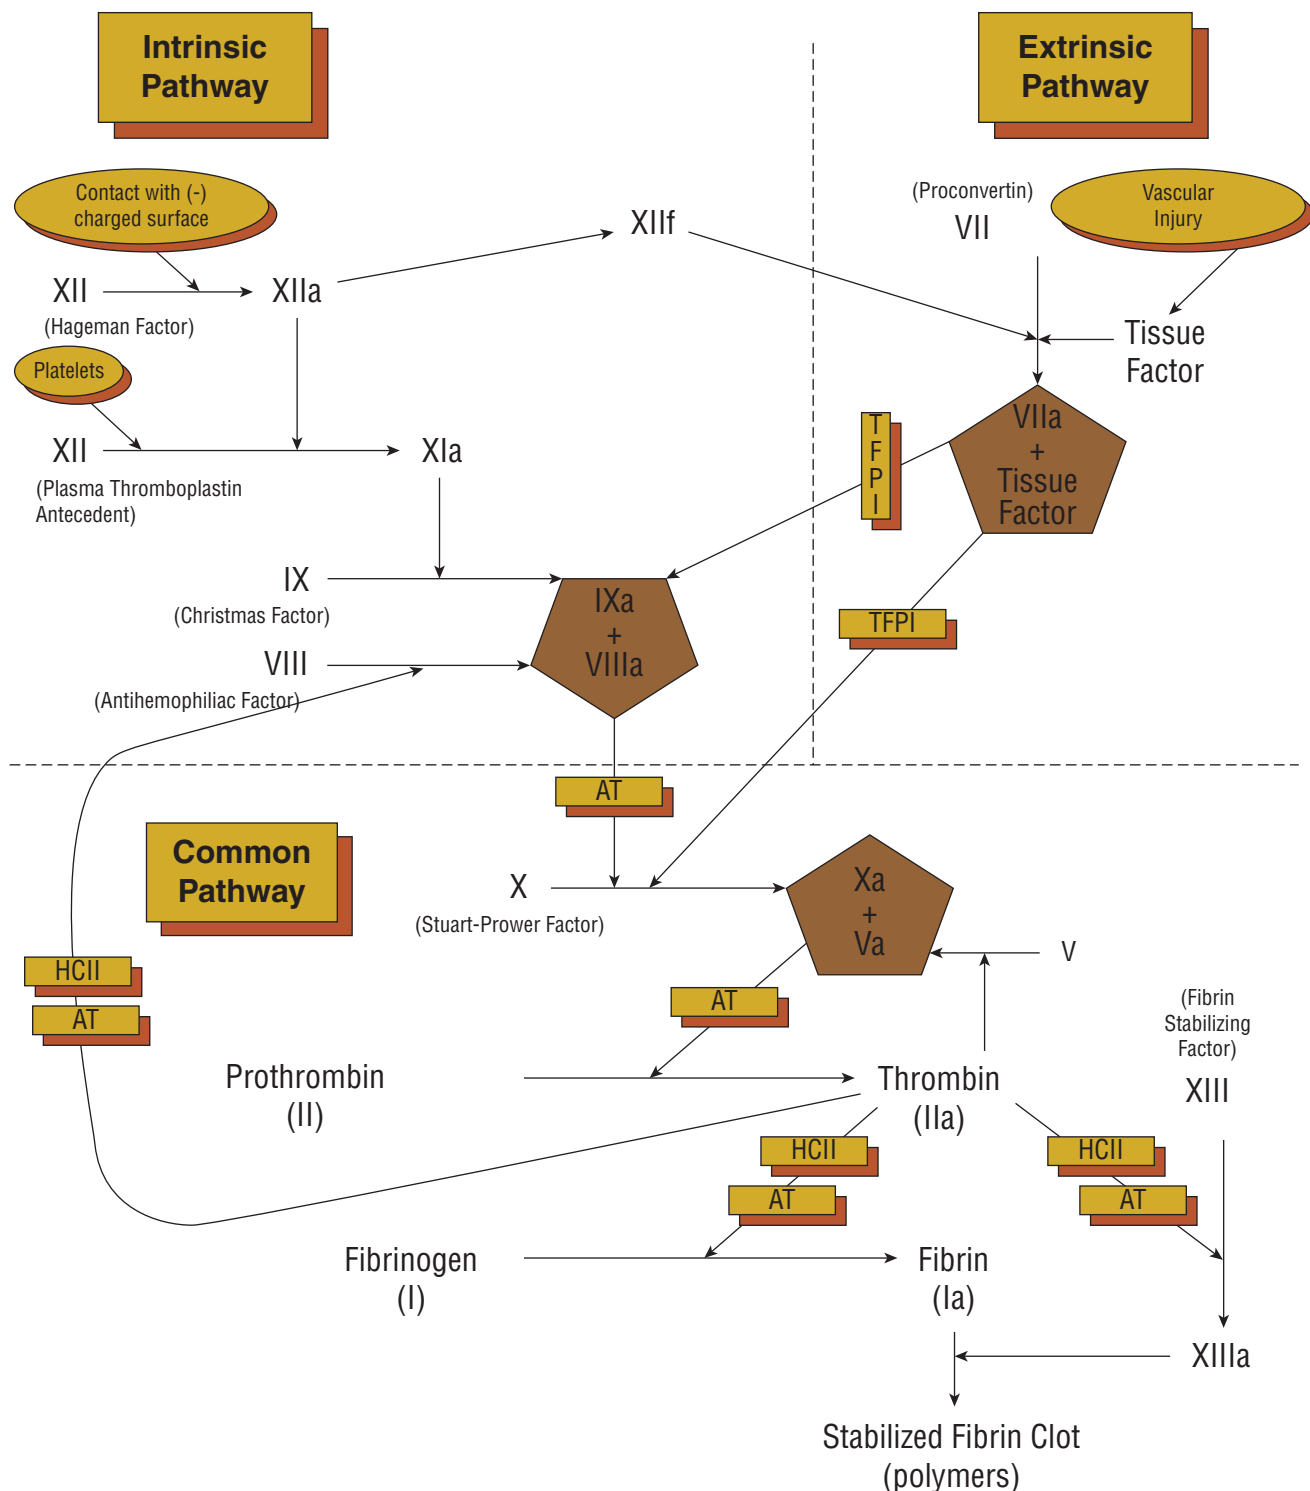 Intrinsic
Pathway
Extrinsic
Pathway
Contact with (-)
charged surface
XII
(Hageman Factor)
XIIa
XIIf
(Proconvertin)
VII
Vascular
Injury
Tissue
Factor
Platelets
XII
(Plasma Thromboplastin
Antecedent)
XIa
VIIa
+
Tissue
Factor
T
F
P
I
IX
(Christmas Factor)
IXa
+
VIIIa
TFPI
VIII
(Antihemophiliac Factor)
AT
Common
Pathway
X
(Stuart-Prower Factor)
Xa
+
Va
V
HCII
AT
AT
(Fibrin
Stabilizing
Factor)
XIII
Prothrombin
(II)
Thrombin
(IIa)
HCII
AT
HCII
AT
Fibrinogen
(I)
Fibrin
(Ia)
XIIIa
Stabilized Fibrin Clot
(polymers)